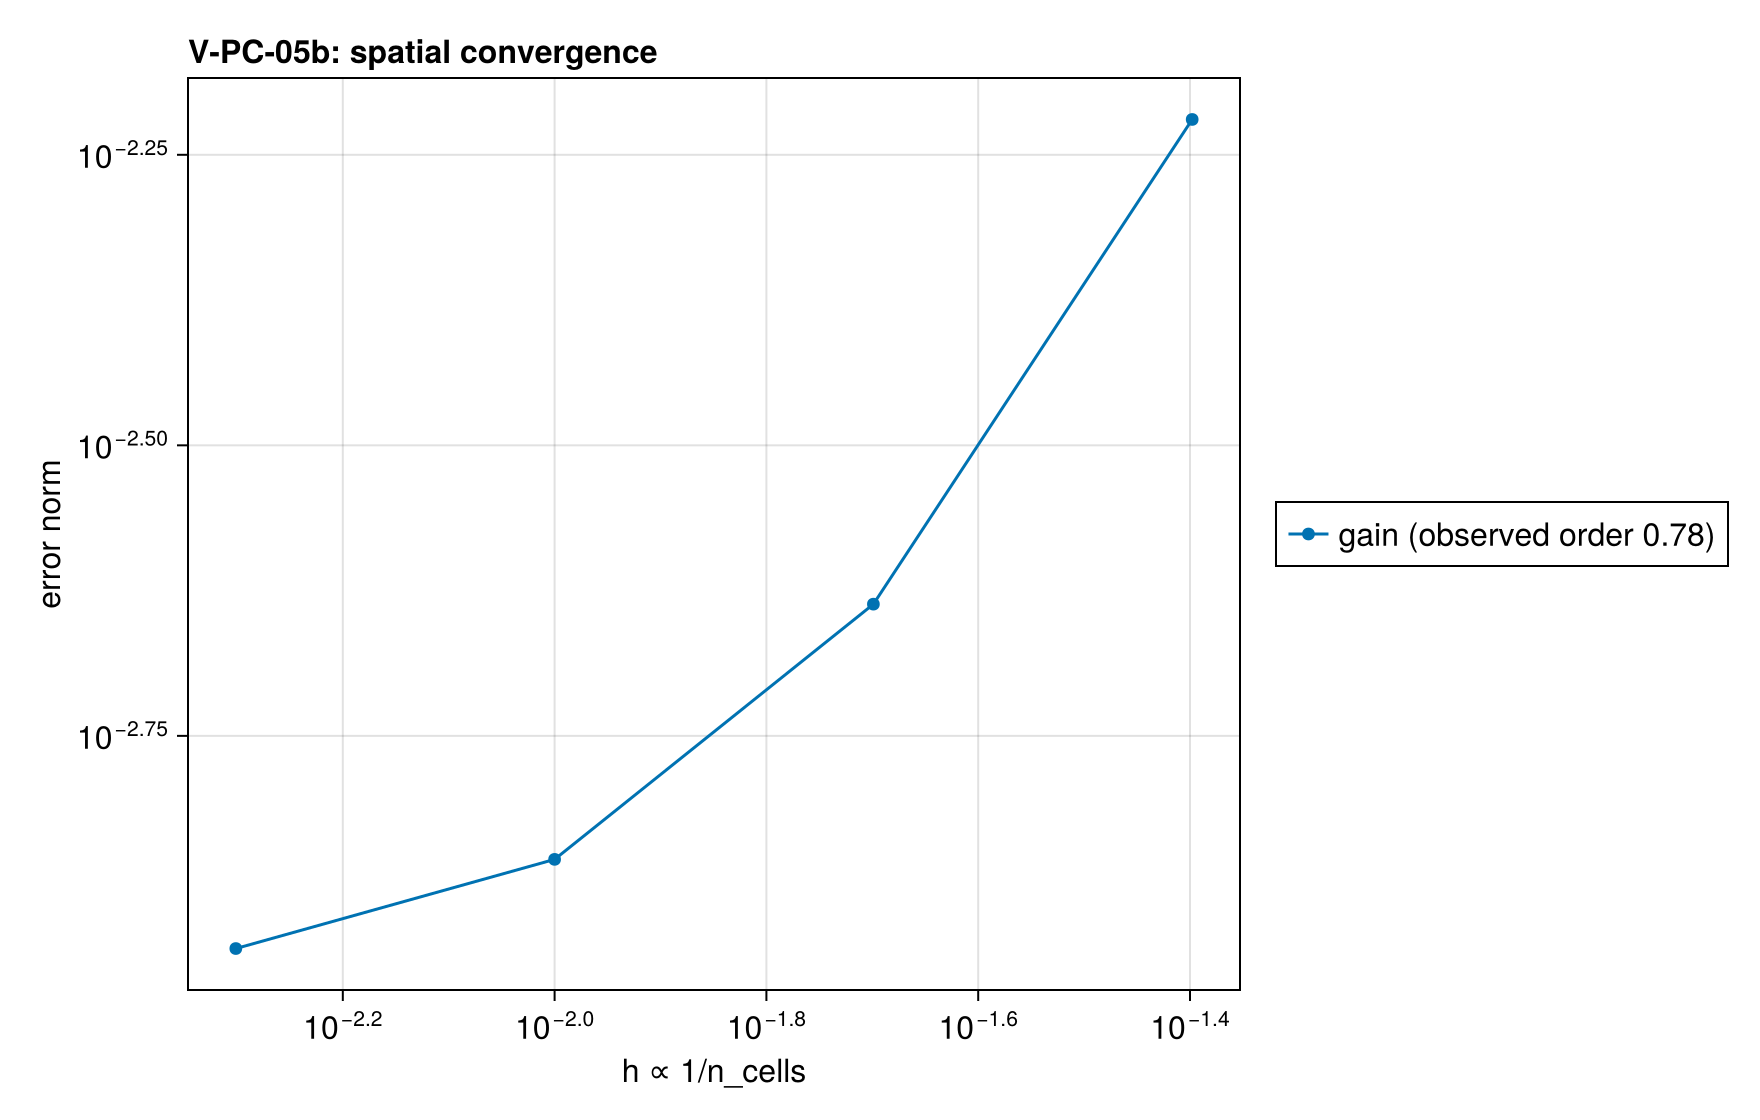 V-PC-05b: spatial convergence
10⁻²·²⁵
10⁻²·⁵⁰
10⁻²·⁷⁵
error norm
10⁻²·²
10⁻²·⁰
10⁻¹·⁸
10⁻¹·⁶
10⁻¹·⁴
h ∝ 1/n_cells
gain (observed order 0.78)